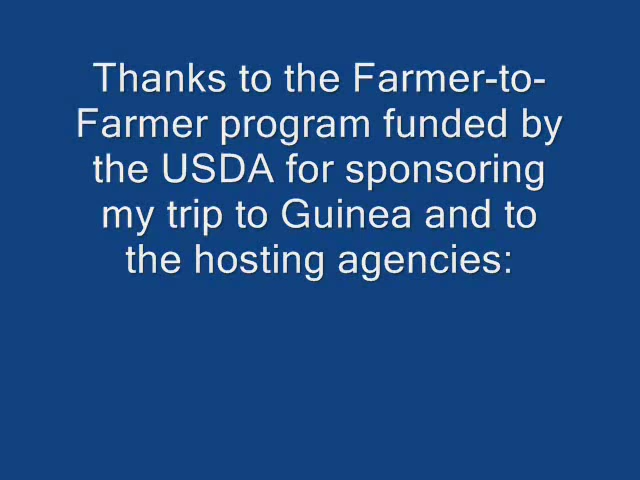 Thanks to the Farmer-to-
Farmer program funded by
the USDA for sponsoring
my trip to Guinea and to
the hosting agencies: